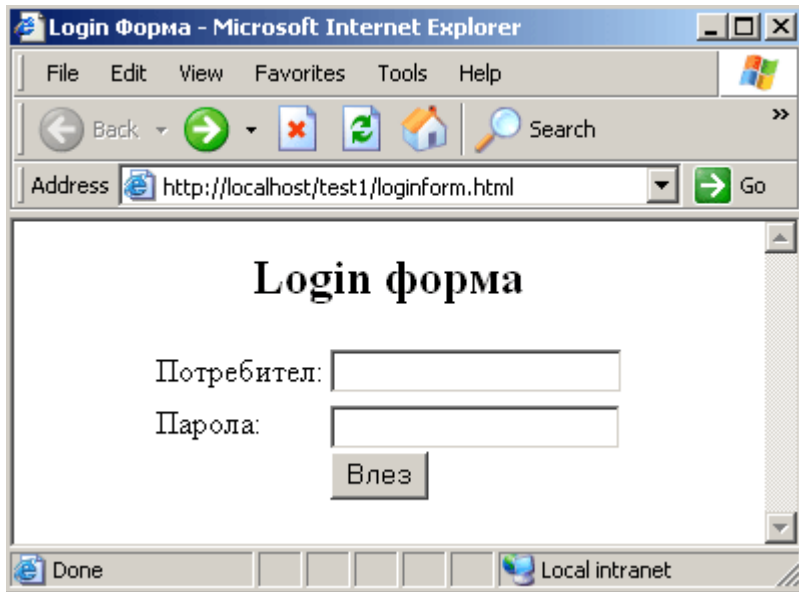 Login Форма - Microsoft Internet Explorer
File Edit View Favorites Tools Help
Back Search »
Address http://localhost/test1/loginform.html Go
Login форма
Потребител:
Парола:
Влез
Done Local intranet